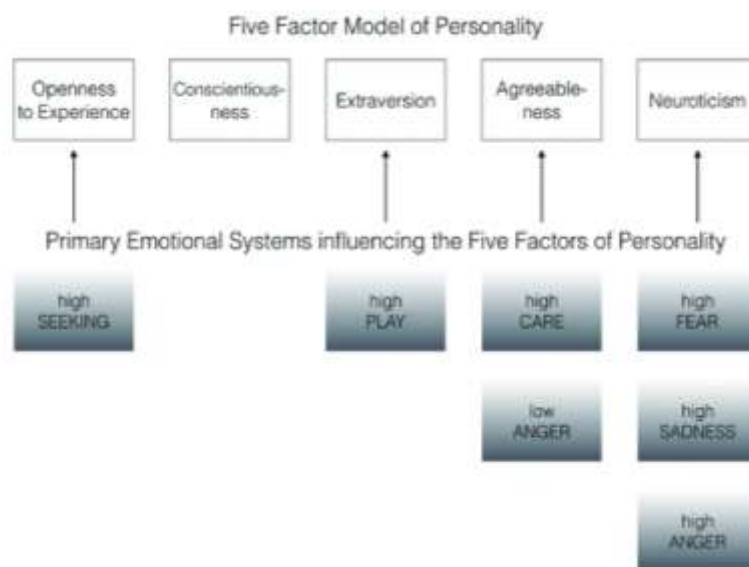 Five Factor Model of Personality
Openness
to Experience
Conscientious-
ness
Extraversion
Agreeable-
ness
Neuroticism
Primary Emotional Systems influencing the Five Factors of Personality
high
SEEKING
high
PLAY
high
CARE
high
FEAR
low
ANGER
high
SADNESS
high
ANGER